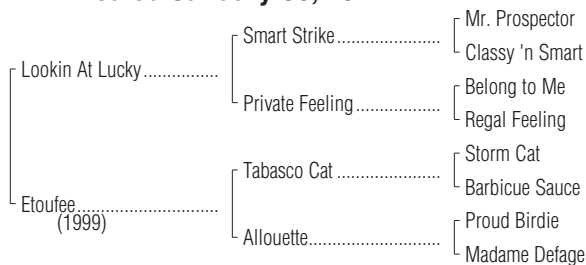 Mr. Prospector
Smart Strike
Classy 'n Smart
Lookin At Lucky
Belong to Me
Private Feeling
Regal Feeling
Storm Cat
Tabasco Cat
Barbicue Sauce
Etoufee
(1999)
Proud Birdie
Allouette
Madame Defage